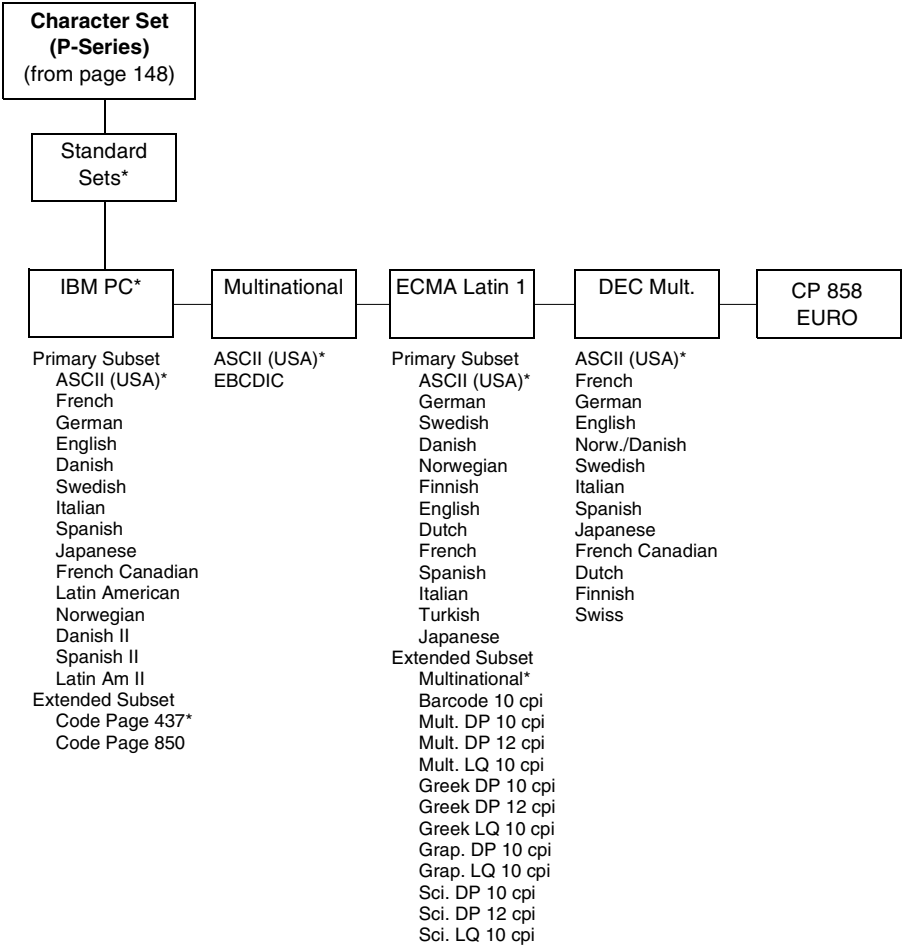 Character Set
(P-Series)
(from page 148)
Standard
Sets*
IBM PC*
Primary Subset
ASCII (USA)*
French
German
English
Danish
Swedish
Italian
Spanish
Japanese
French Canadian
Latin American
Norwegian
Danish II
Spanish II
Latin Am II
Extended Subset
Code Page 437*
Code Page 850
Multinational
ASCII (USA)*
EBCDIC
ECMA Latin 1
Primary Subset
ASCII (USA)*
German
Swedish
Danish
Norwegian
Finnish
English
Dutch
French
Spanish
Italian
Turkish
Japanese
Extended Subset
Multinational*
Barcode 10 cpi
Mult. DP 10 cpi
Mult. DP 12 cpi
Mult. LQ 10 cpi
Greek DP 10 cpi
Greek DP 12 cpi
Greek LQ 10 cpi
Grap. DP 10 cpi
Grap. LQ 10 cpi
Sci. DP 10 cpi
Sci. DP 12 cpi
Sci. LQ 10 cpi
DEC Mult.
ASCII (USA)*
French
German
English
Norw./Danish
Swedish
Italian
Spanish
Japanese
French Canadian
Dutch
Finnish
Swiss
CP 858
EURO